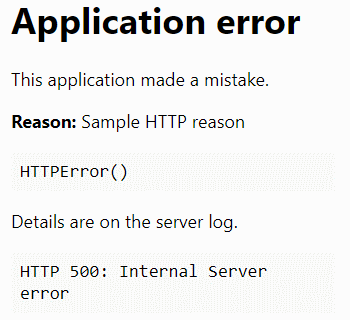 Application error
This application made a mistake.
Reason: Sample HTTP reason
HTTPError()
Details are on the server log.
HTTP 500: Internal Server
error